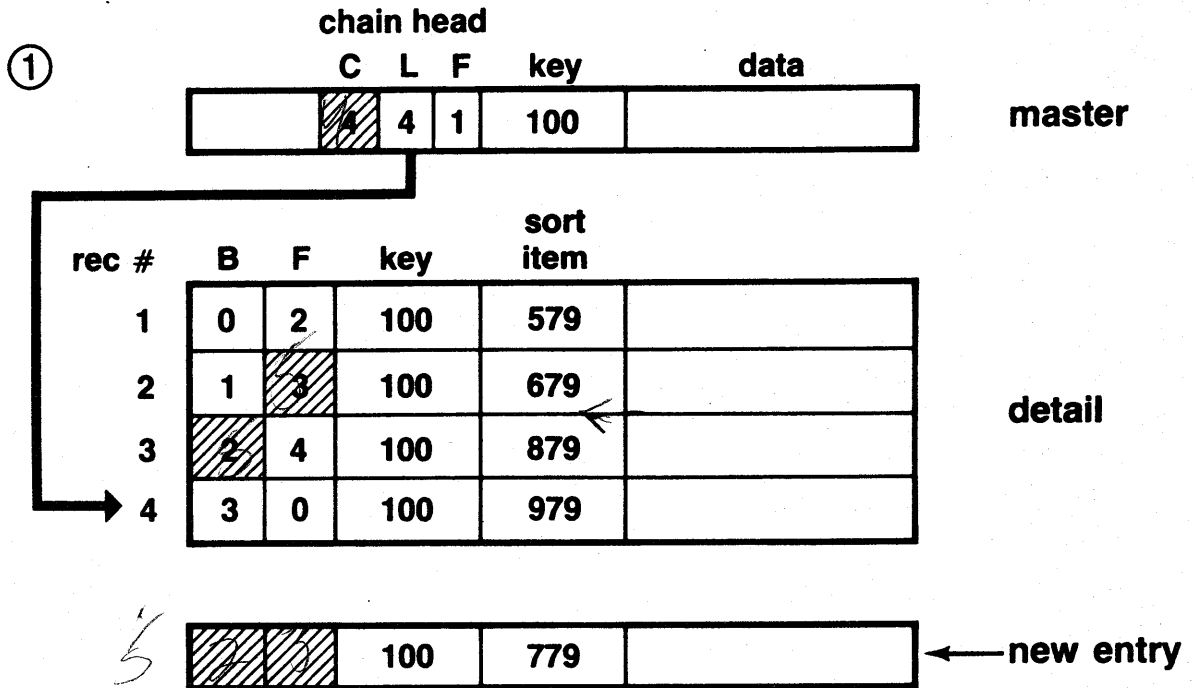 chain head
① C L F key data
4 4 1 100 master
sort
rec # B F key item
1 0 2 100 579
2 1 3 100 679
detail
3 2 4 100 879
4 3 0 100 979
5 2 100 779 new entry